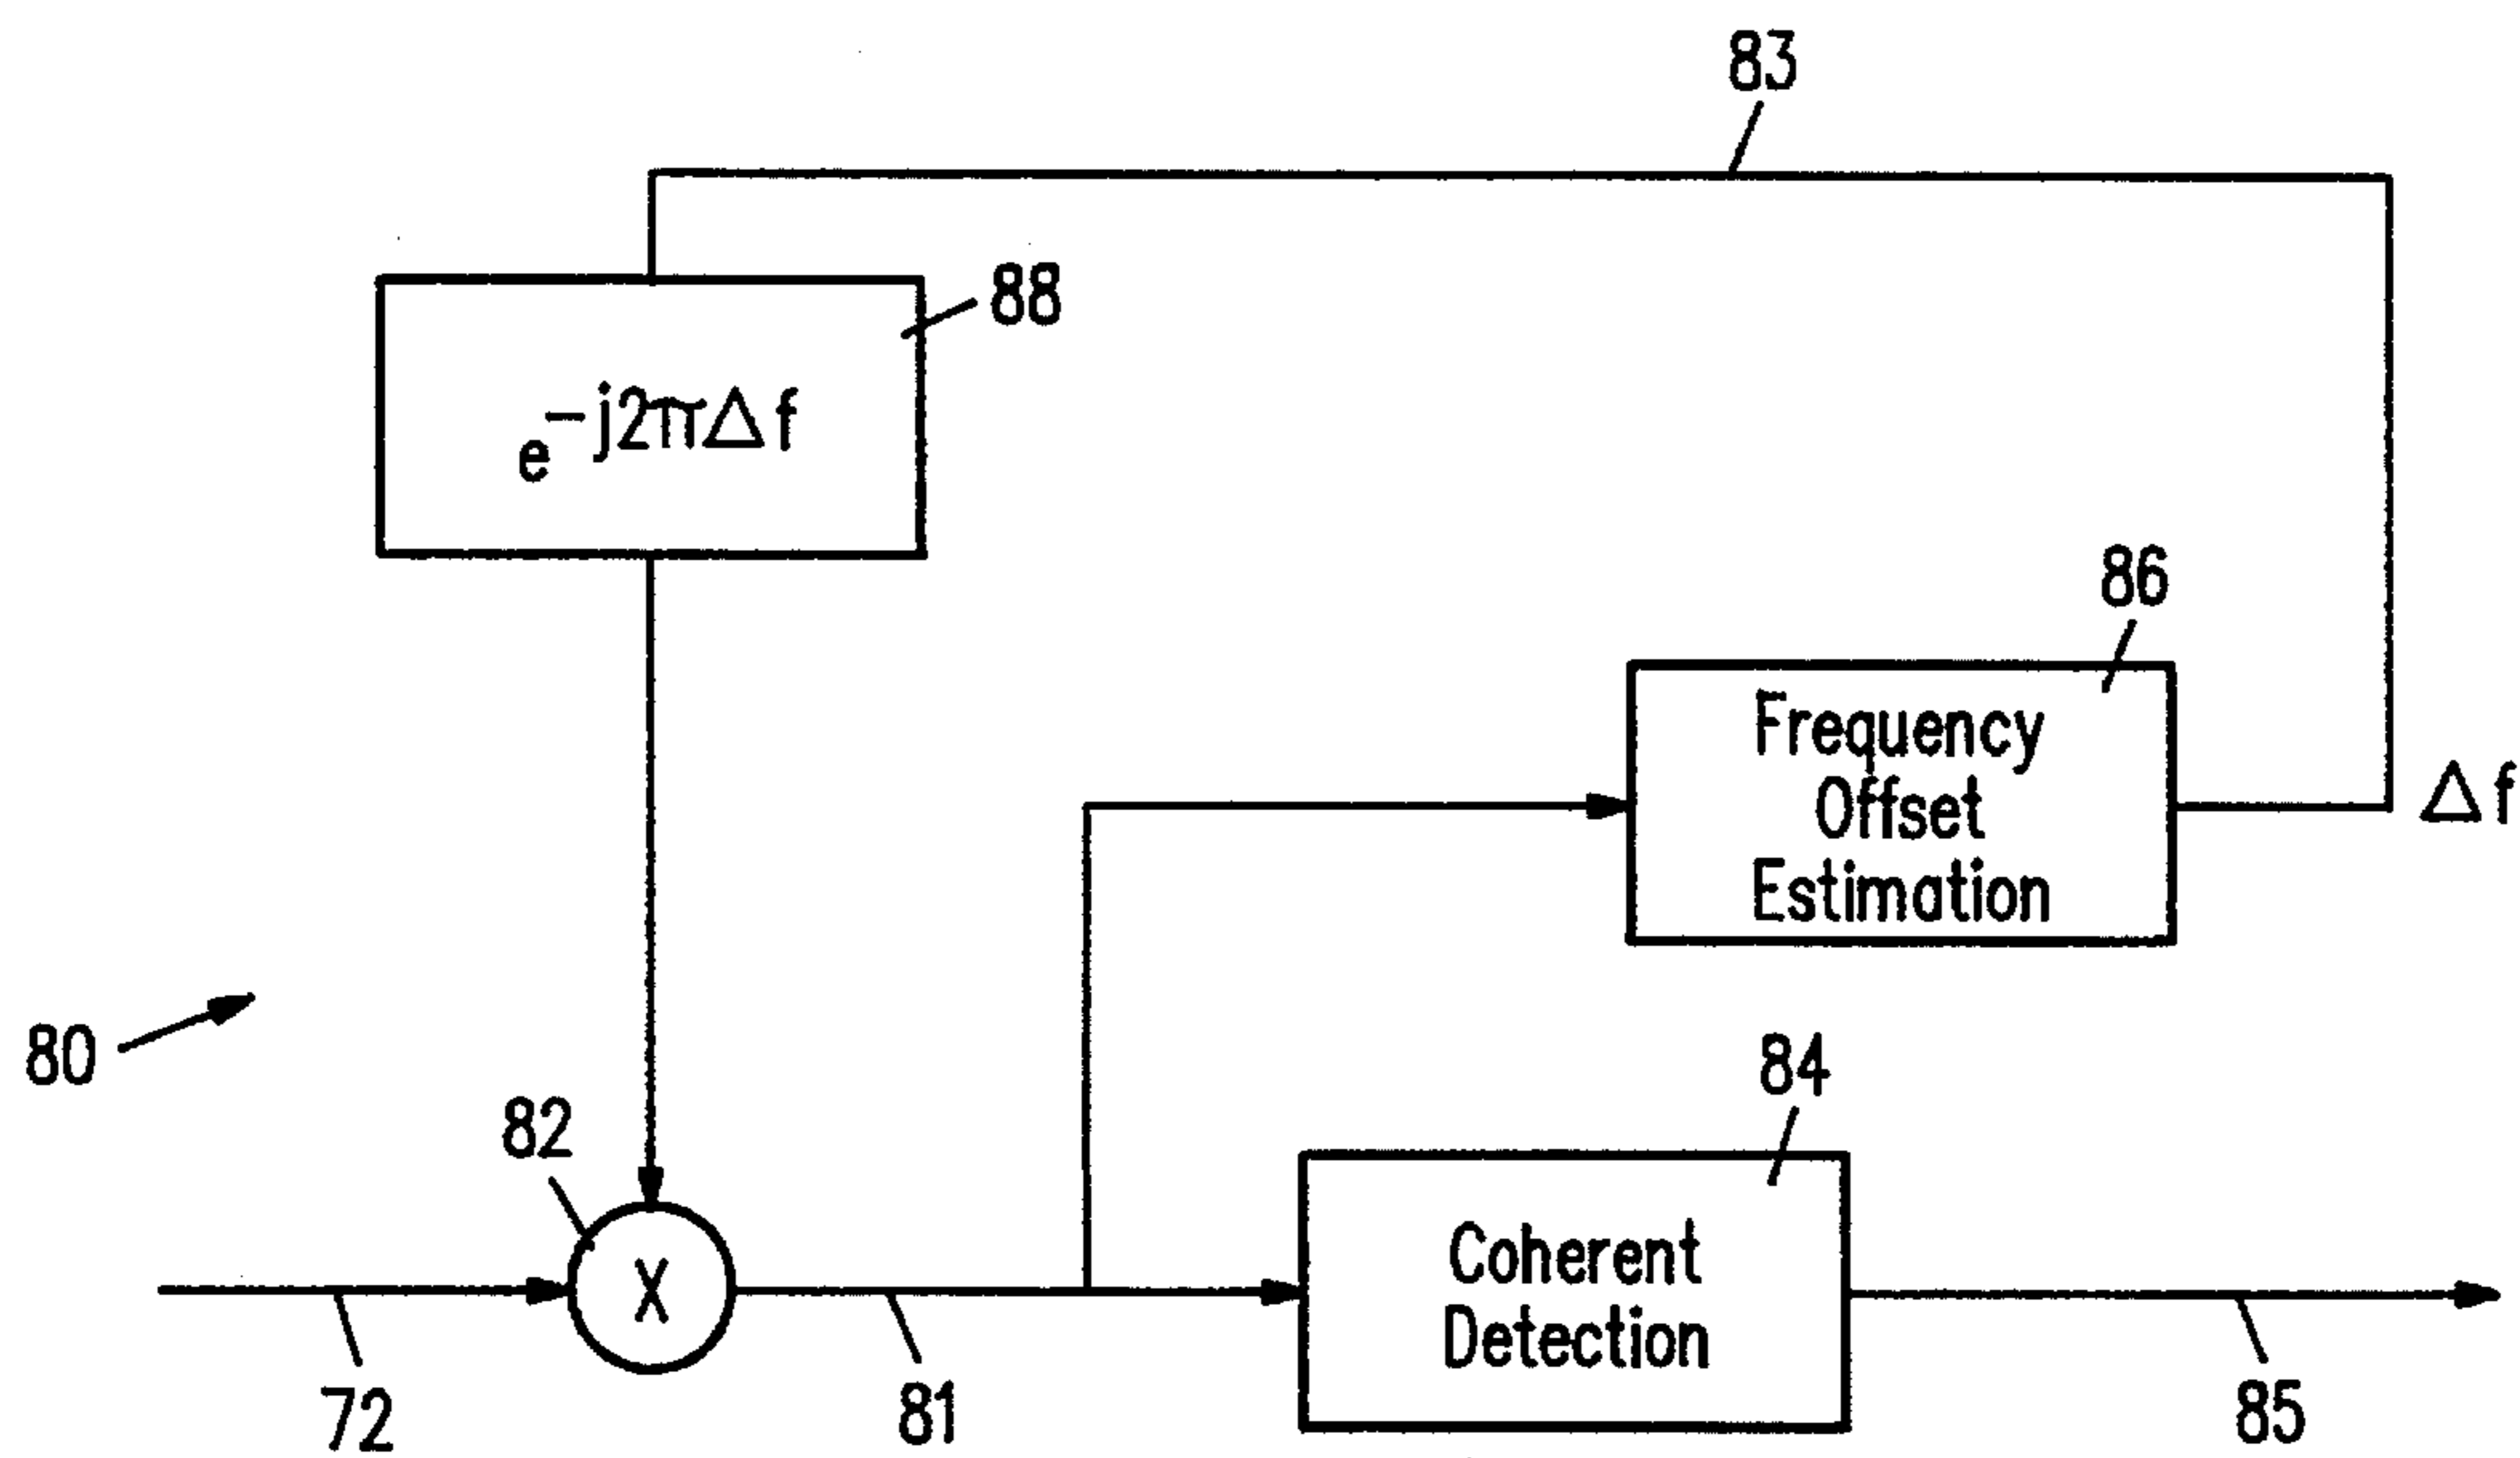 83
88
e^{-j2πΔf}
86
Frequency
Offset
Estimation
Δf
80
84
82
Coherent
Detection
X
72
81
85